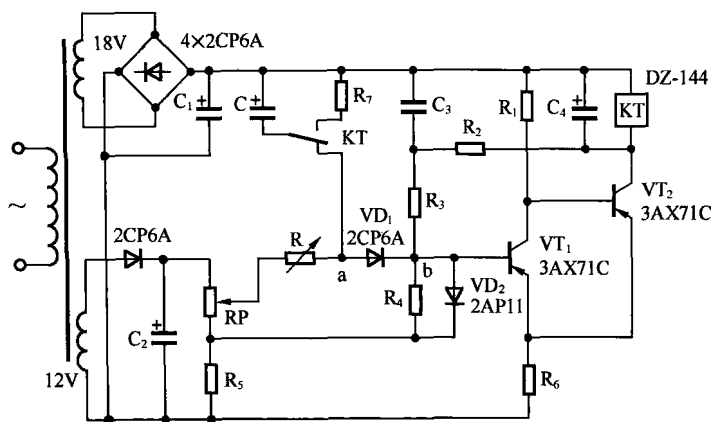 18V
4×2CP6A
DZ-144
C₁
+
C
+
R₇
KT
C₃
R₁
C₄
+
KT
R₂
R₃
VT₂
3AX71C
VD₁
2CP6A
2CP6A
R
a
b
VT₁
3AX71C
~
RP
R₄
VD₂
2AP11
C₂
+
12V
R₅
R₆